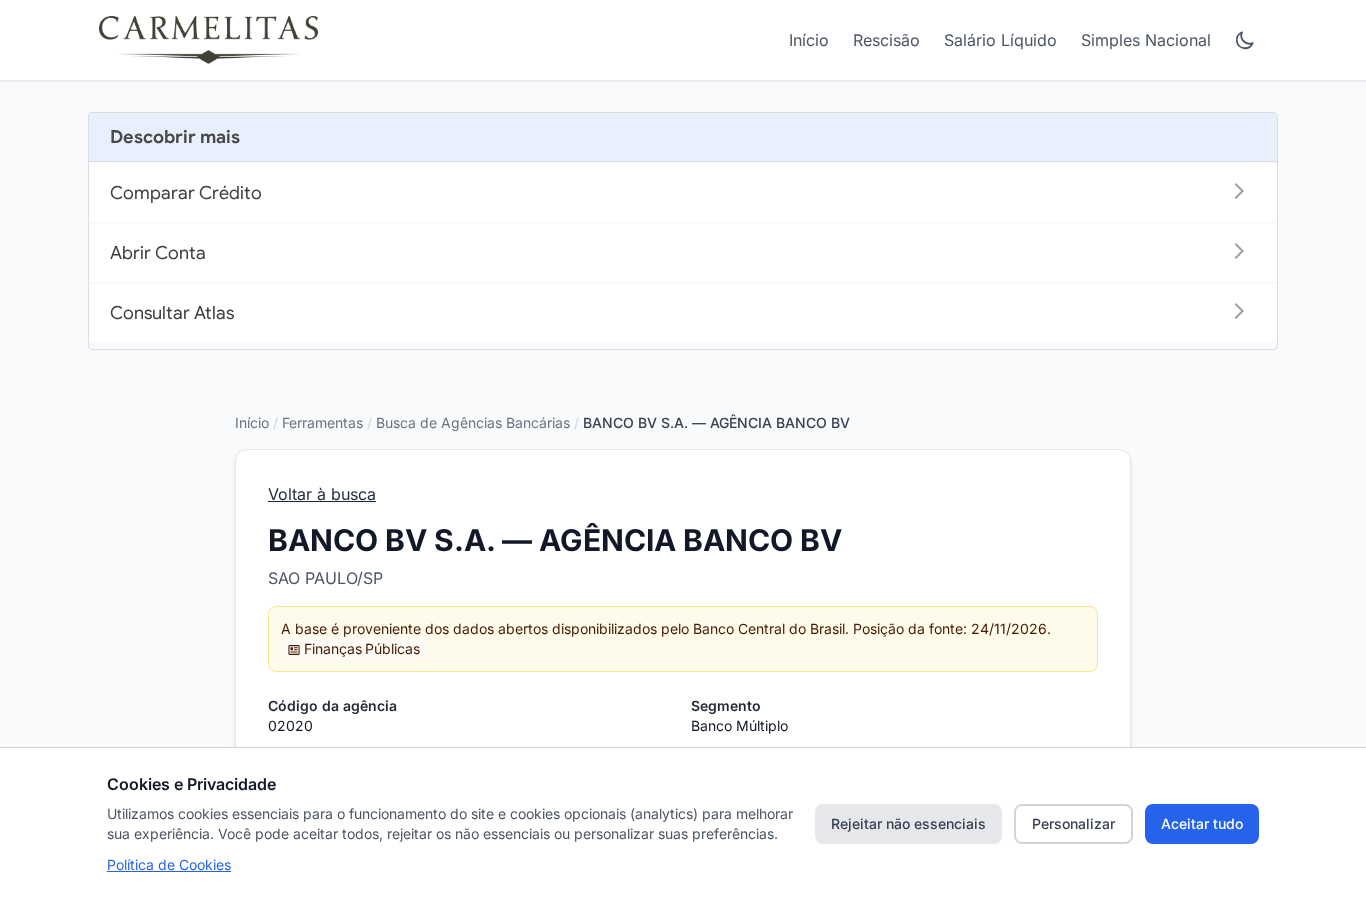 CARMELITAS
Início
Rescisão
Salário Líquido
Simples Nacional
Descobrir mais
Comparar Crédito
Abrir Conta
Consultar Atlas
Início / Ferramentas / Busca de Agências Bancárias / BANCO BV S.A. — AGÊNCIA BANCO BV
Voltar à busca
BANCO BV S.A. — AGÊNCIA BANCO BV
SAO PAULO/SP
A base é proveniente dos dados abertos disponibilizados pelo Banco Central do Brasil. Posição da fonte: 24/11/2026.
Finanças Públicas
Código da agência
02020
Segmento
Banco Múltiplo
Cookies e Privacidade
Utilizamos cookies essenciais para o funcionamento do site e cookies opcionais (analytics) para melhorar
sua experiência. Você pode aceitar todos, rejeitar os não essenciais ou personalizar suas preferências.
Política de Cookies
Rejeitar não essenciais
Personalizar
Aceitar tudo